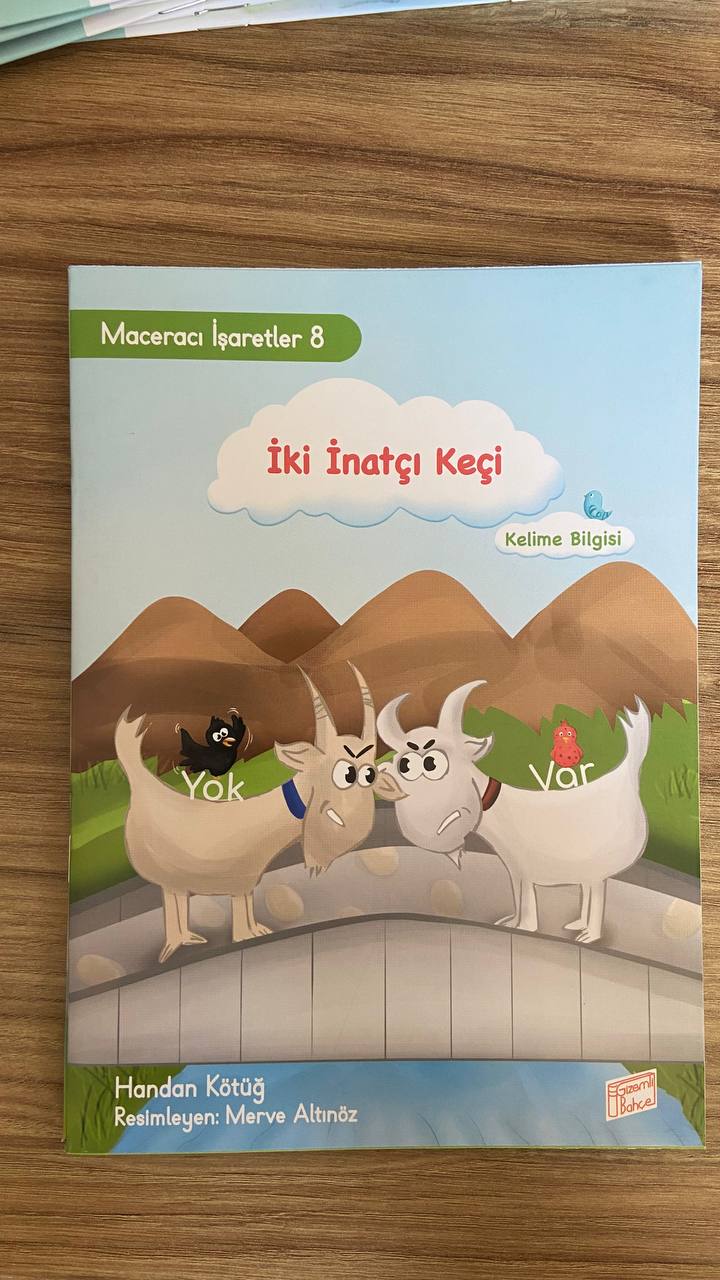 Maceracı İşaretler 8
İki İnatçı Keçi
Kelime Bilgisi
Yok
Var
Handan Kötüğ
Resimleyen: Merve Altınöz
Gizemli
Bahçe